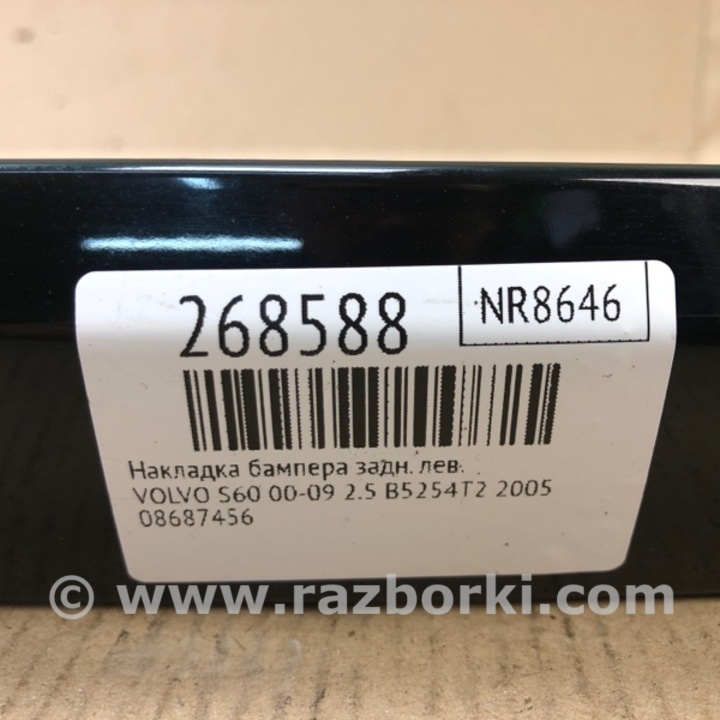 268588
NR8646
Накладка бампера задн. лев.
VOLVO S60 00-09 2.5 B5254T2 2005
08687456
© www.razborki.com